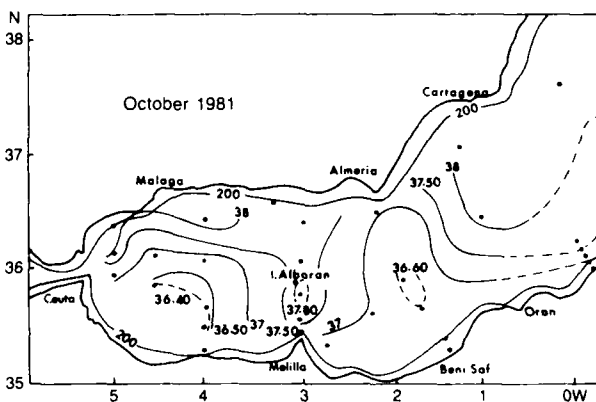 N
38
37
36
35
October 1981
Cartagena
200
Almeria
37.50
38
Malaga
200
38
I. Alboran
36.60
Ceuta
36.40
37.80
36.50
37
37.50
37
200
Melilla
Oran
Beni Saf
5
4
3
2
1
0W